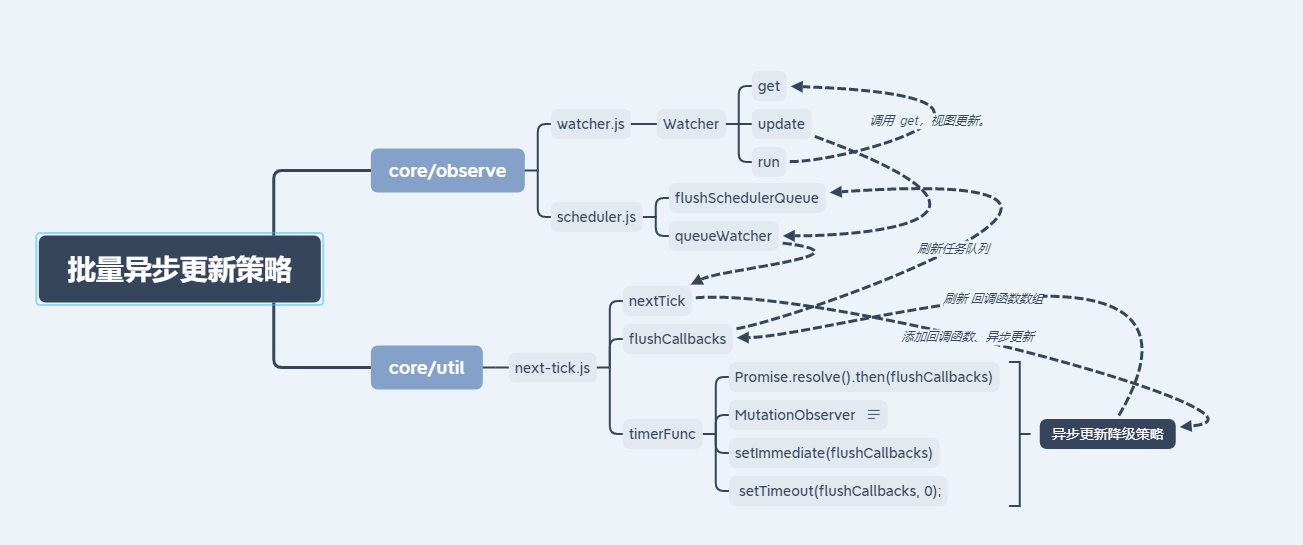 批量异步更新策略
core/observe
watcher.js
Watcher
get
update
run
调用 get，视图更新。
scheduler.js
flushSchedulerQueue
queueWatcher
刷新任务队列
core/util
next-tick.js
nextTick
flushCallbacks
刷新 回调函数数组
添加回调函数、异步更新
timerFunc
Promise.resolve().then(flushCallbacks)
MutationObserver
setImmediate(flushCallbacks)
setTimeout(flushCallbacks, 0);
异步更新降级策略